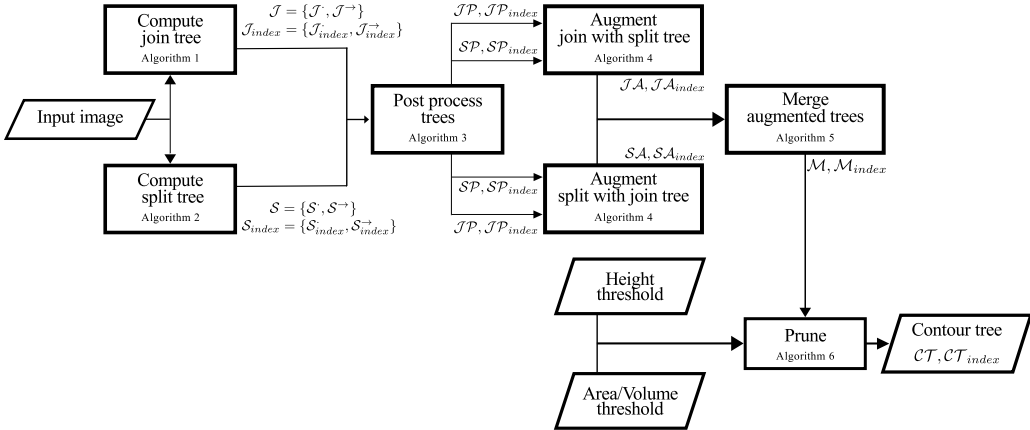 Compute
join tree
Algorithm 1
𝒥 = {𝒥˙, 𝒥→}
𝒥index = {𝒥˙index, 𝒥→index}
Input image
Compute
split tree
Algorithm 2
𝒮 = {𝒮˙, 𝒮→}
𝒮index = {𝒮˙index, 𝒮→index}
Post process
trees
Algorithm 3
𝒥𝒫, 𝒥𝒫index
𝒮𝒫, 𝒮𝒫index
Augment
join with split tree
Algorithm 4
𝒥𝒜, 𝒥𝒜index
𝒮𝒫, 𝒮𝒫index
𝒥𝒫, 𝒥𝒫index
𝒮𝒜, 𝒮𝒜index
Augment
split with join tree
Algorithm 4
Merge
augmented trees
Algorithm 5
ℳ, ℳindex
Height
threshold
Area/Volume
threshold
Prune
Algorithm 6
Contour tree
𝒞𝒯, 𝒞𝒯index